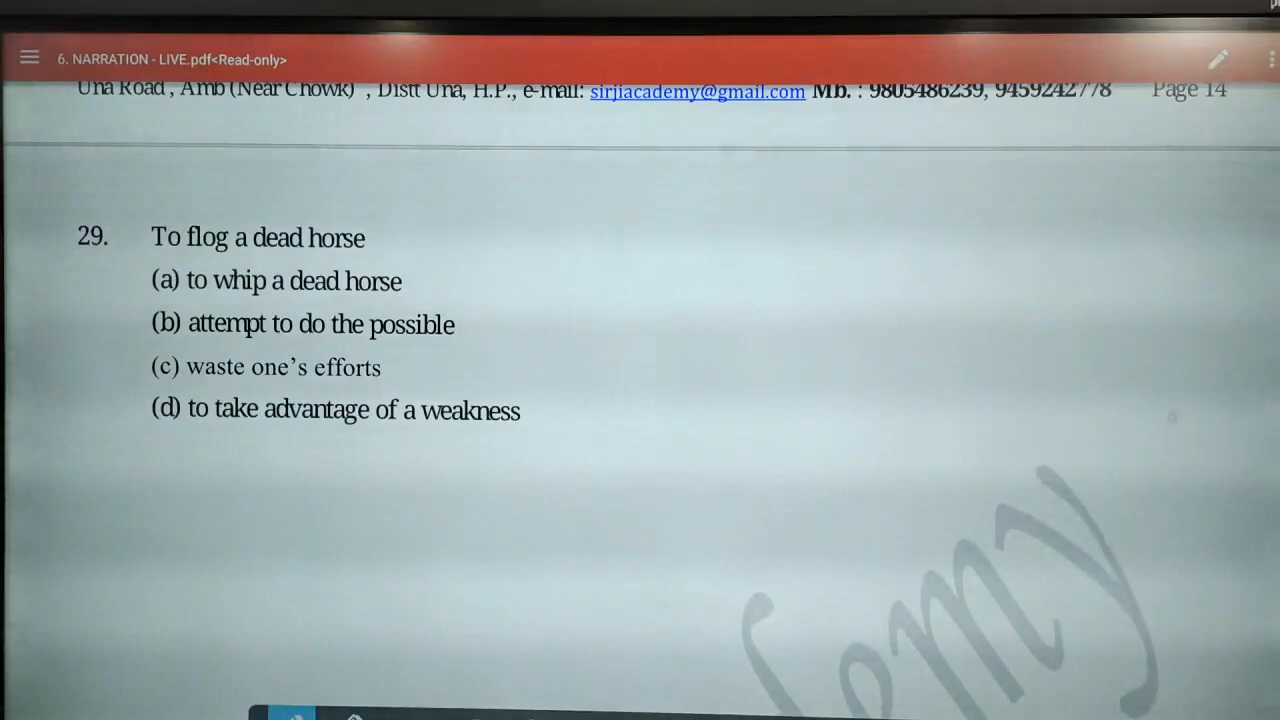 6. NARRATION - LIVE.pdf<Read-only>
Una Road , Amb (Near Chowk) , Distt Una, H.P., e-mail: sirjiacademy@gmail.com Mb. : 9805486239, 9459242778 Page 14
29. To flog a dead horse
(a) to whip a dead horse
(b) attempt to do the possible
(c) waste one's efforts
(d) to take advantage of a weakness